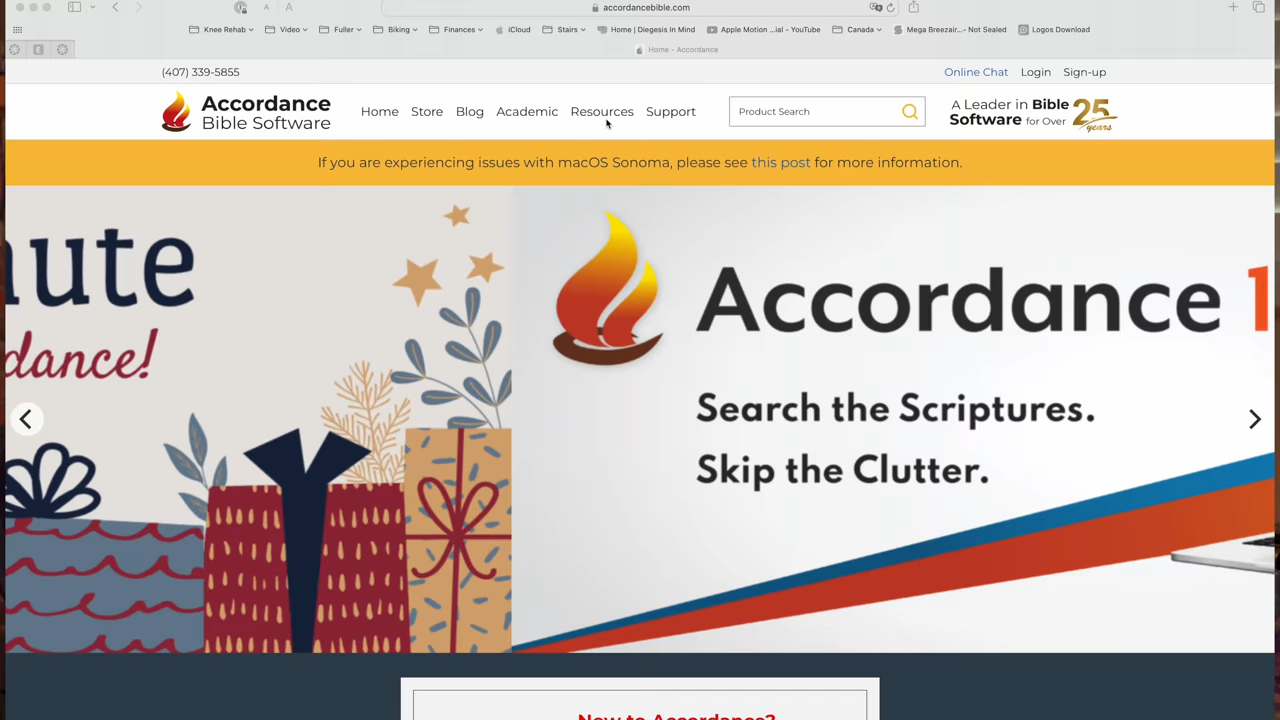 accordancebible.com
Knee Rehab
Video
Fuller
Biking
Finances
iCloud
Stairs
Home | Diegesis In Mind
Apple Motion ...ial - YouTube
Canada
Mega Breezair... - Not Sealed
Logos Download
E
Home - Accordance
(407) 339-5855
Online Chat
Login
Sign-up
Accordance
Bible Software
Home
Store
Blog
Academic
Resources
Support
Product Search
A Leader in Bible
Software for Over
25
years
If you are experiencing issues with macOS Sonoma, please see this post for more information.
ute
dance!
Accordance 1
Search the Scriptures.
Skip the Clutter.
New to Accordance?